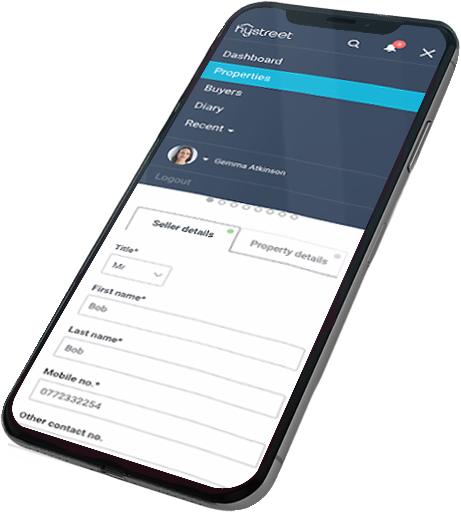 hystreet
Dashboard
Properties
Buyers
Diary
Recent
Gemma Atkinson
Logout
Seller details
Property details
Title*
Mr
First name*
Bob
Last name*
Bob
Mobile no.*
0772332254
Other contact no.